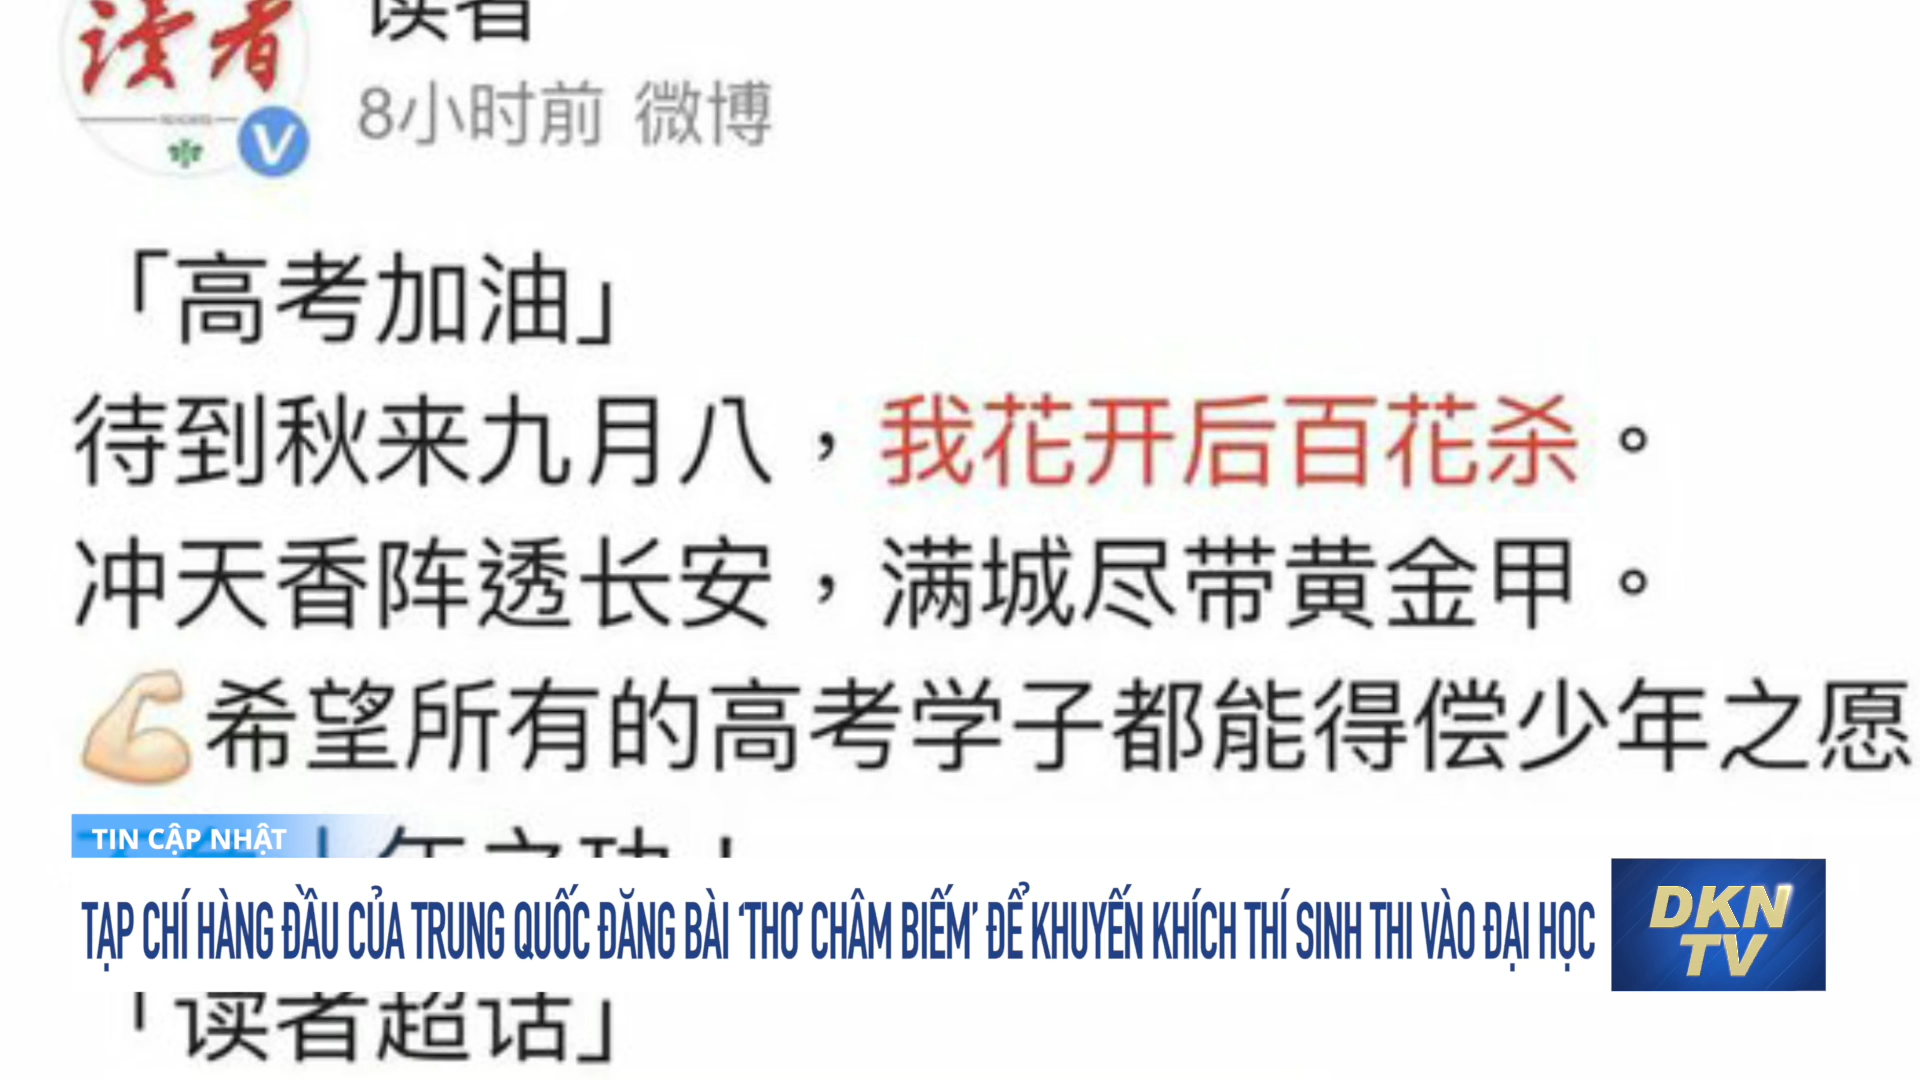 读者
读者
8小时前 微博
「高考加油」
待到秋来九月八，我花开后百花杀。
冲天香阵透长安，满城尽带黄金甲。
💪🏻希望所有的高考学子都能得偿少年之愿
TIN CẬP NHẬT
TẠP CHÍ HÀNG ĐẦU CỦA TRUNG QUỐC ĐĂNG BÀI ‘THƠ CHÂM BIẾM’ ĐỂ KHUYẾN KHÍCH THÍ SINH THI VÀO ĐẠI HỌC
DKN
TV
「读者超话」